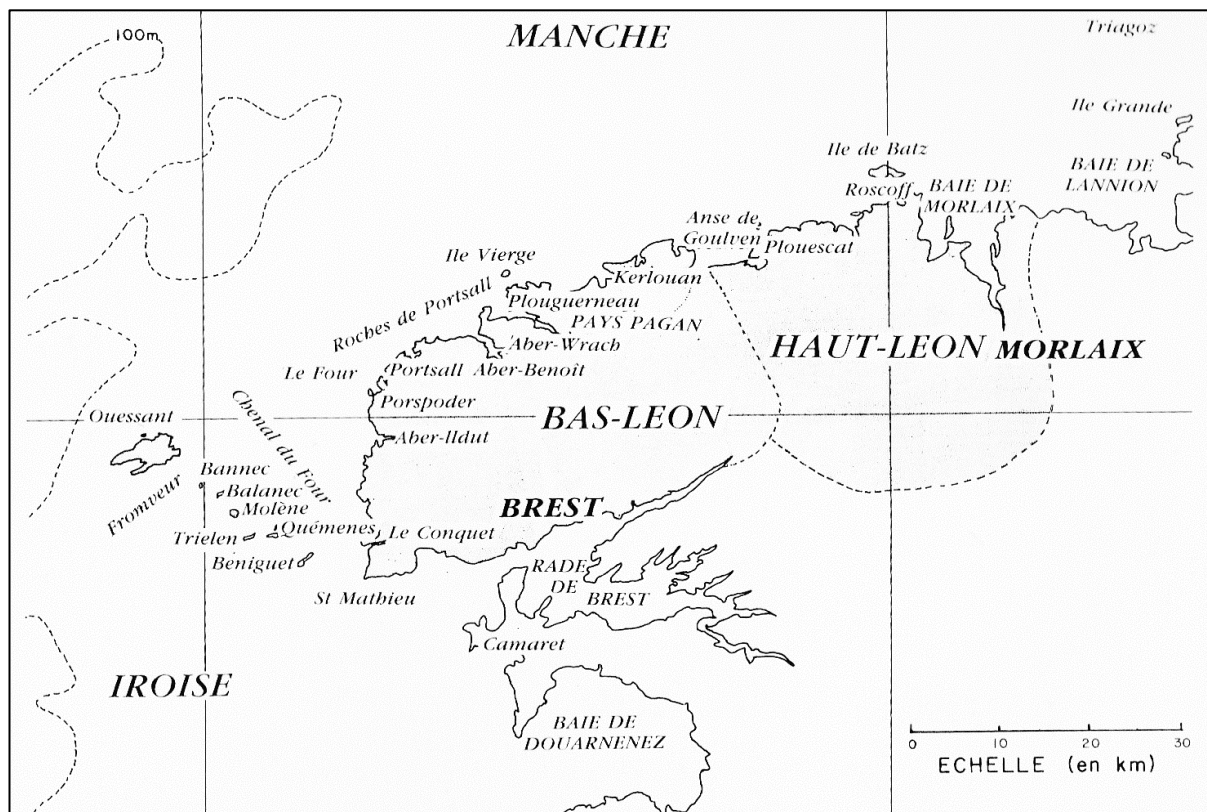 MANCHE
100m
Triagoz
Ile Grande
Ile de Batz
BAIE DE
LANNION
Roscoff
BAIE DE
MORLAIX
Anse de
Goulven
Plouescat
Ile Vierge
Kerlouan
Roches de Portsall
Plouguerneau
PAYS PAGAN
Aber-Wrach
HAUT-LEON
MORLAIX
Le Four
Portsall
Aber-Benoît
Porspoder
Ouessant
Chenal du Four
BAS-LEON
Aber-Ildut
Bannec
Fromveur
Balanec
Molène
BREST
Quémenes
Trielen
Le Conquet
Béniguet
RADE
DE
BREST
St Mathieu
Camaret
IROISE
BAIE DE
DOUARNENEZ
0 10 20 30
ECHELLE (en km)